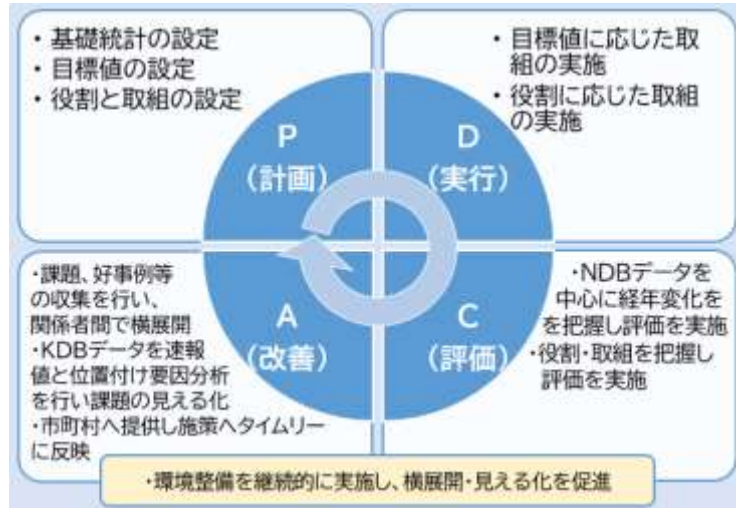 ・基礎統計の設定
・目標値の設定
・役割と取組の設定
・目標値に応じた取
組の実施
・役割に応じた取組
の実施
P
(計画)
D
(実行)
・課題、好事例等
の収集を行い、
関係者間で横展開
・KDBデータを速報
値と位置付け要因分析
を行い課題の見える化
・市町村へ提供し施策へタイムリー
に反映
A
(改善)
C
(評価)
・NDBデータを
中心に経年変化を
を把握し評価を実施
・役割・取組を把握し
評価を実施
・環境整備を継続的に実施し、横展開・見える化を促進